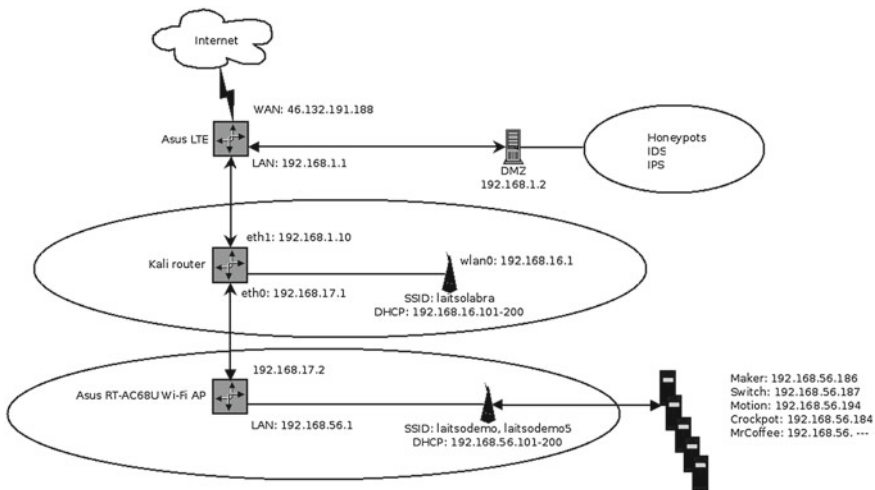 Internet
WAN: 46.132.191.188
Asus LTE
LAN: 192.168.1.1
DMZ
192.168.1.2
Honeypots
IDS
IPS
eth1: 192.168.1.10
Kali router
wlan0: 192.168.16.1
eth0: 192.168.17.1
SSID: laitsolabra
DHCP: 192.168.16.101-200
192.168.17.2
Asus RT-AC68U Wi-Fi AP
LAN: 192.168.56.1
SSID: laitsodemo, laitsodemo5
DHCP: 192.168.56.101-200
Maker: 192.168.56.186
Switch: 192.168.56.187
Motion: 192.168.56.194
Crockpot: 192.168.56.184
MrCoffee: 192.168.56. ---